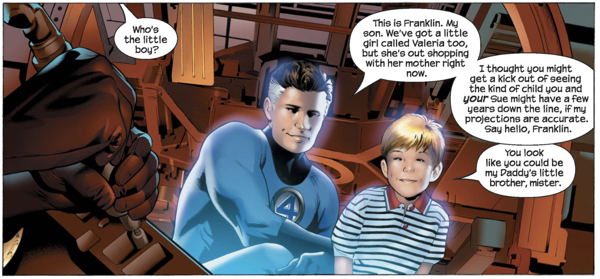 Who's
the little
boy?
This is Franklin. My
son. We've got a little
girl called Valeria too,
but she's out shopping
with her mother right
now.
I thought you might
get a kick out of seeing
the kind of child you and
your Sue might have a few
years down the line, if my
projections are accurate.
Say hello, Franklin.
You look
like you could be
my Daddy's little
brother, mister.
4